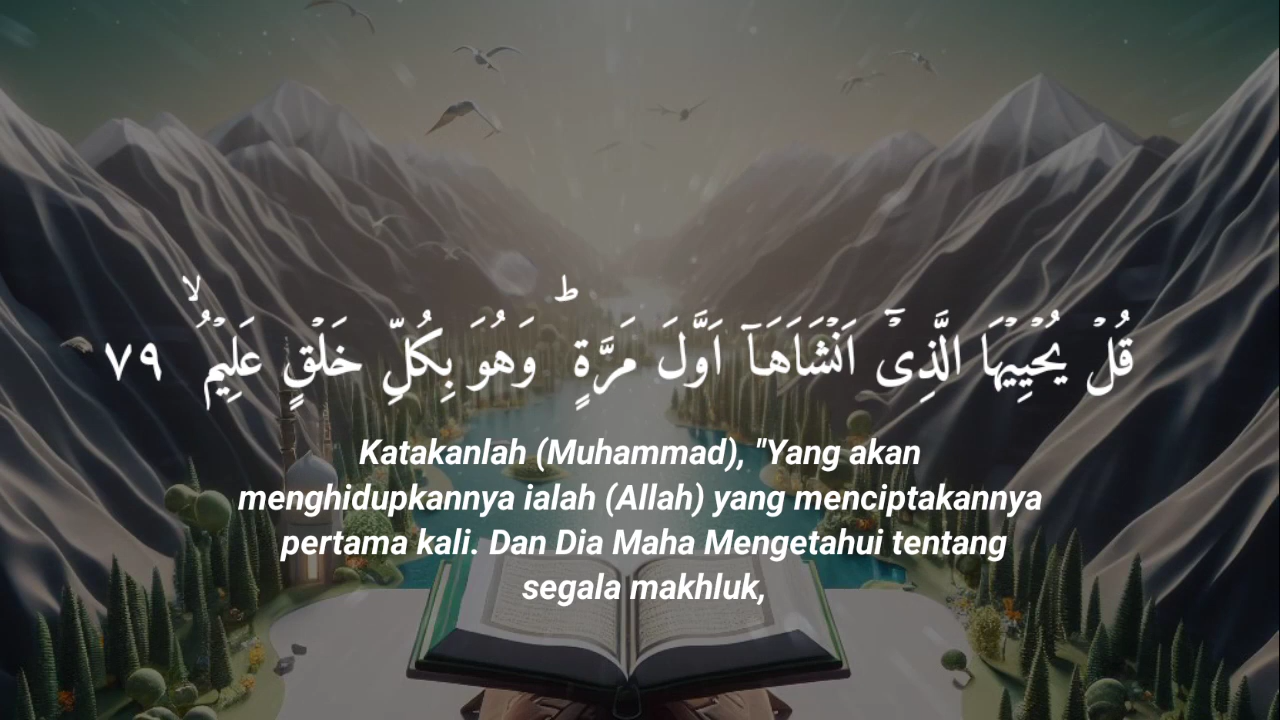 قُلْ يُحْيِيْهَا الَّذِيْٓ اَنْشَاَهَآ اَوَّلَ مَرَّةٍ ۗ وَهُوَ بِكُلِّ خَلْقٍ عَلِيْمٌ ۙ ٧٩
Katakanlah (Muhammad), "Yang akan
menghidupkannya ialah (Allah) yang menciptakannya
pertama kali. Dan Dia Maha Mengetahui tentang
segala makhluk,